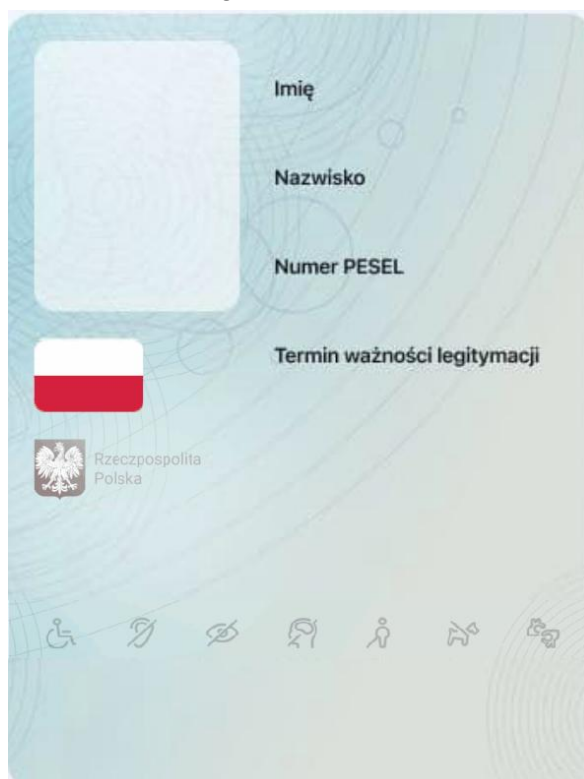 Imię
Nazwisko
Numer PESEL
Termin ważności legitymacji
Rzeczpospolita
Polska